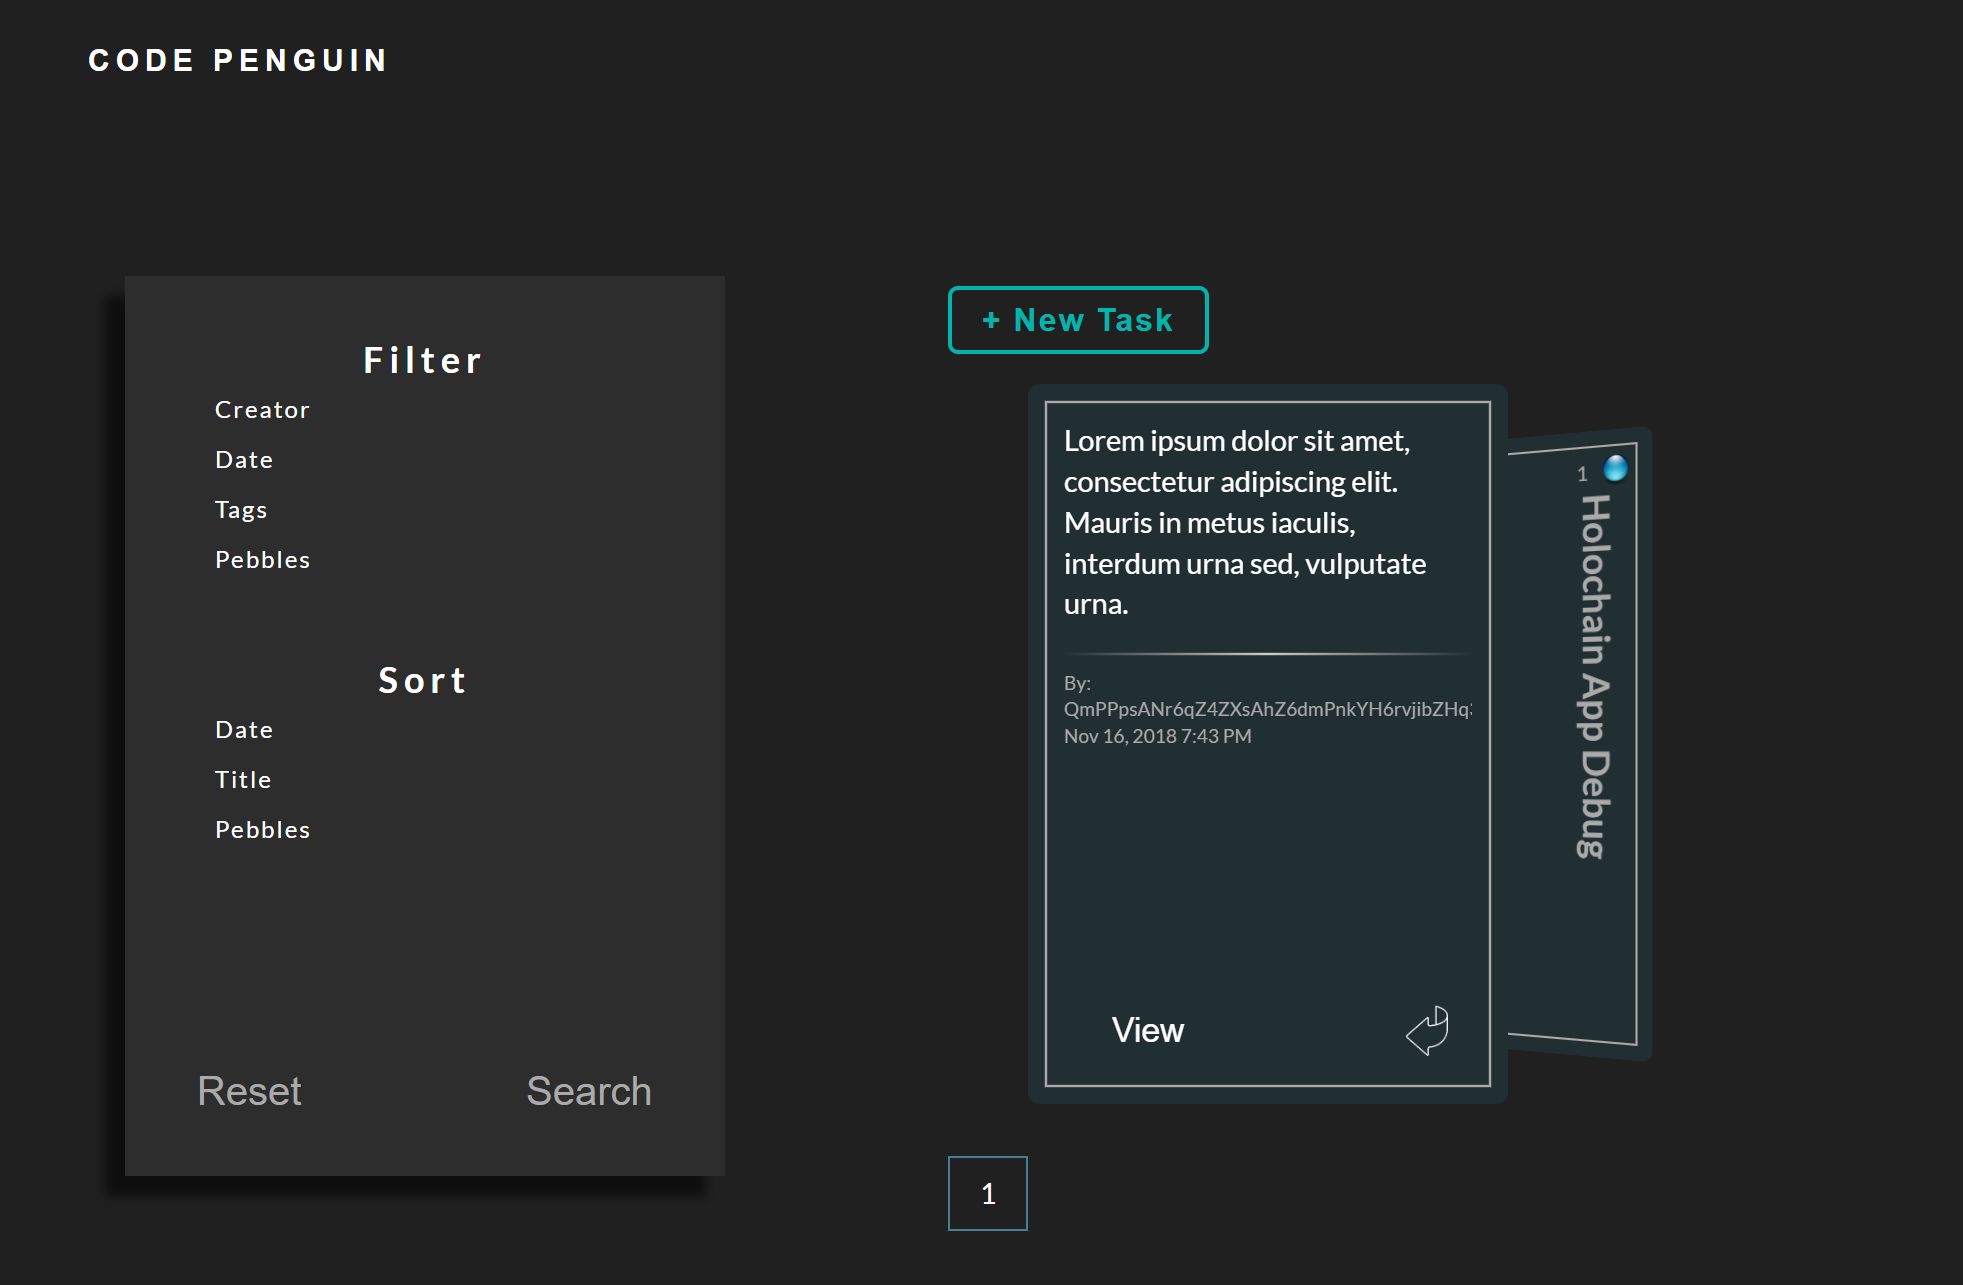 CODE PENGUIN
Filter
Creator
Date
Tags
Pebbles
Sort
Date
Title
Pebbles
Reset
Search
+ New Task
Lorem ipsum dolor sit amet,
consectetur adipiscing elit.
Mauris in metus iaculis,
interdum urna sed, vulputate
urna.
By:
QmPPpsANr6qZ4ZXsAhZ6dmPnkYH6rvjibZHq
Nov 16, 2018 7:43 PM
View
1
Holochain App Debug
1